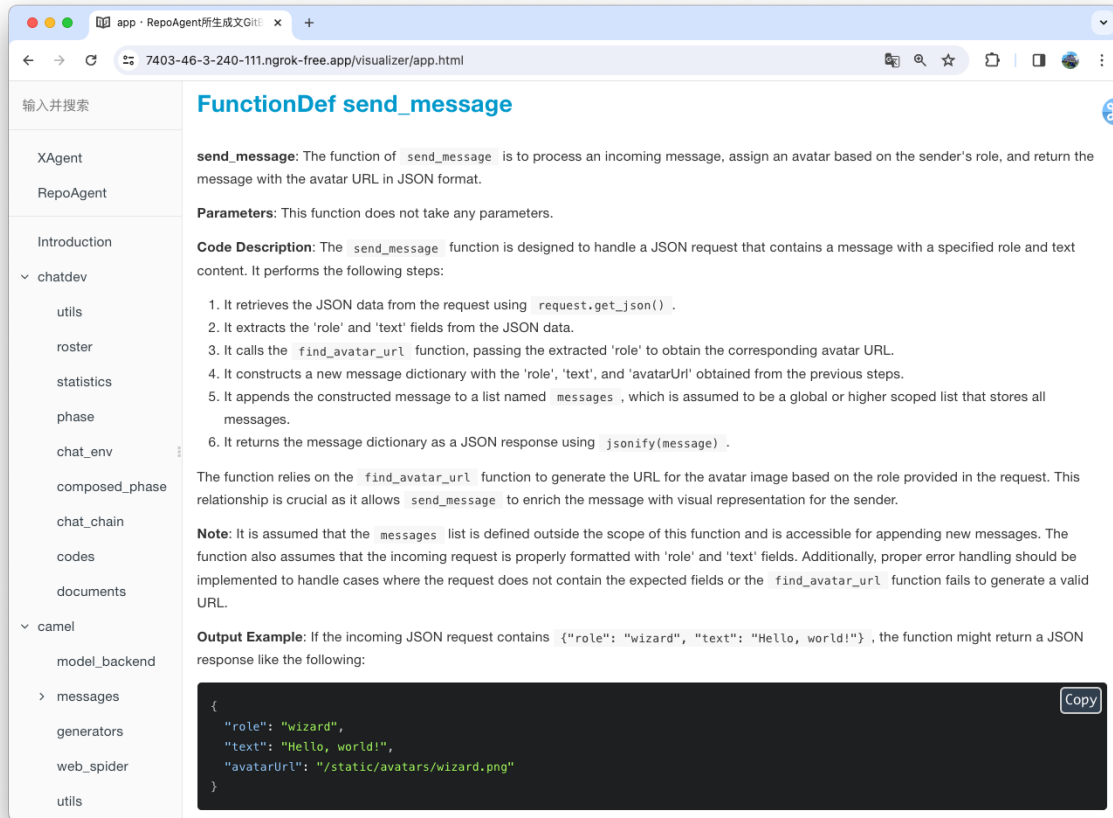 app · RepoAgent所生成文GitB
7403-46-3-240-111.ngrok-free.app/visualizer/app.html
输入并搜索
XAgent
RepoAgent
Introduction
chatdev
utils
roster
statistics
phase
chat_env
composed_phase
chat_chain
codes
documents
camel
model_backend
messages
generators
web_spider
utils
FunctionDef send_message
send_message: The function of send_message is to process an incoming message, assign an avatar based on the sender's role, and return the
message with the avatar URL in JSON format.
Parameters: This function does not take any parameters.
Code Description: The send_message function is designed to handle a JSON request that contains a message with a specified role and text
content. It performs the following steps:
1. It retrieves the JSON data from the request using request.get_json() .
2. It extracts the 'role' and 'text' fields from the JSON data.
3. It calls the find_avatar_url function, passing the extracted 'role' to obtain the corresponding avatar URL.
4. It constructs a new message dictionary with the 'role', 'text', and 'avatarUrl' obtained from the previous steps.
5. It appends the constructed message to a list named messages , which is assumed to be a global or higher scoped list that stores all
messages.
6. It returns the message dictionary as a JSON response using jsonify(message) .
The function relies on the find_avatar_url function to generate the URL for the avatar image based on the role provided in the request. This
relationship is crucial as it allows send_message to enrich the message with visual representation for the sender.
Note: It is assumed that the messages list is defined outside the scope of this function and is accessible for appending new messages. The
function also assumes that the incoming request is properly formatted with 'role' and 'text' fields. Additionally, proper error handling should be
implemented to handle cases where the request does not contain the expected fields or the find_avatar_url function fails to generate a valid
URL.
Output Example: If the incoming JSON request contains {"role": "wizard", "text": "Hello, world!"} , the function might return a JSON
response like the following:
Copy
{
"role": "wizard",
"text": "Hello, world!",
"avatarUrl": "/static/avatars/wizard.png"
}